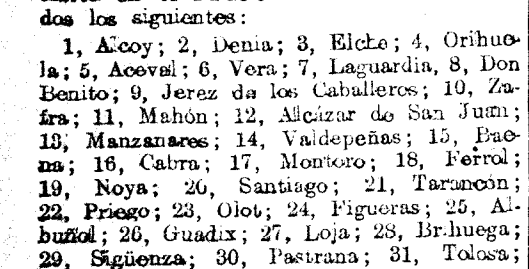 dos los siguientes:
1, Alcoy; 2, Denia; 3, Elche; 4, Orihue-
la; 5, Aceval; 6, Vera; 7, Laguardia, 8, Don
Benito; 9, Jerez de los Caballeros; 10, Za-
fra; 11, Mahón; 12, Alcázar de San Juan;
13, Manzanares; 14, Valdepeñas; 15, Bae-
na; 16, Cabra; 17, Montoro; 18, Ferrol;
19, Noya; 20, Santiago; 21, Tarancón;
22, Priego; 23, Olot; 24, Figueras; 25, Al-
buñol; 26, Guadix; 27, Loja; 28, Brihuega;
29, Sigüenza; 30, Pastrana; 31, Tolosa;